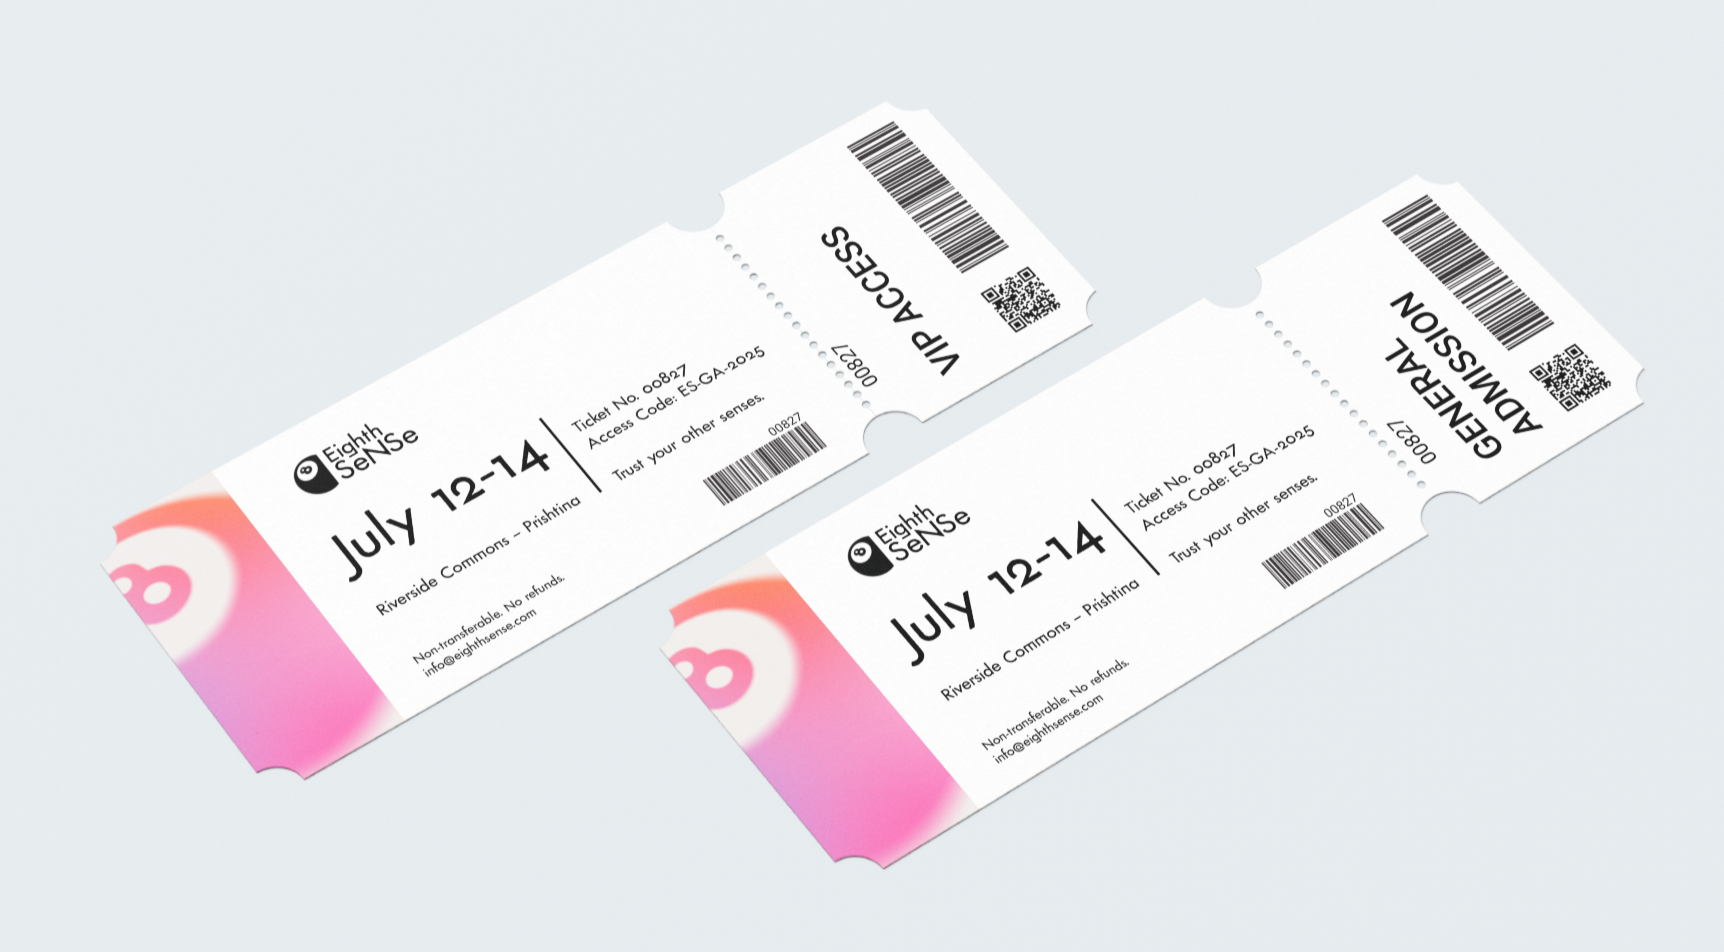 Eighth
SeNSe
July 12-14
Riverside Commons – Prishtina
Non-transferable. No refunds.
info@eighthsense.com
Ticket No. 00827
Access Code: ES-GA-2025
Trust your other senses.
00827
00827
VIP ACCESS
8
Eighth
SeNSe
July 12-14
Riverside Commons – Prishtina
Non-transferable. No refunds.
info@eighthsense.com
Ticket No. 00827
Access Code: ES-GA-2025
Trust your other senses.
00827
00827
GENERAL
ADMISSION
8